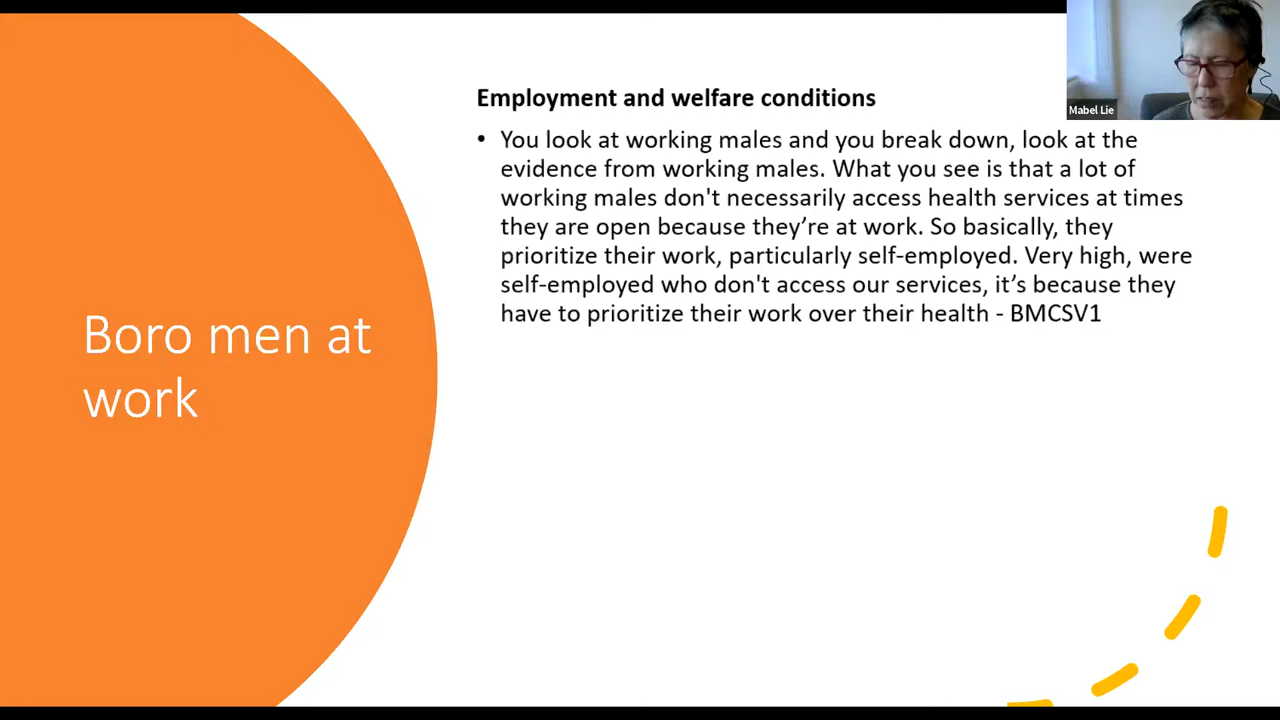 Boro men at
work
Employment and welfare conditions
• You look at working males and you break down, look at the
evidence from working males. What you see is that a lot of
working males don't necessarily access health services at times
they are open because they’re at work. So basically, they
prioritize their work, particularly self-employed. Very high, were
self-employed who don't access our services, it’s because they
have to prioritize their work over their health - BMCSV1
Mabel Lie